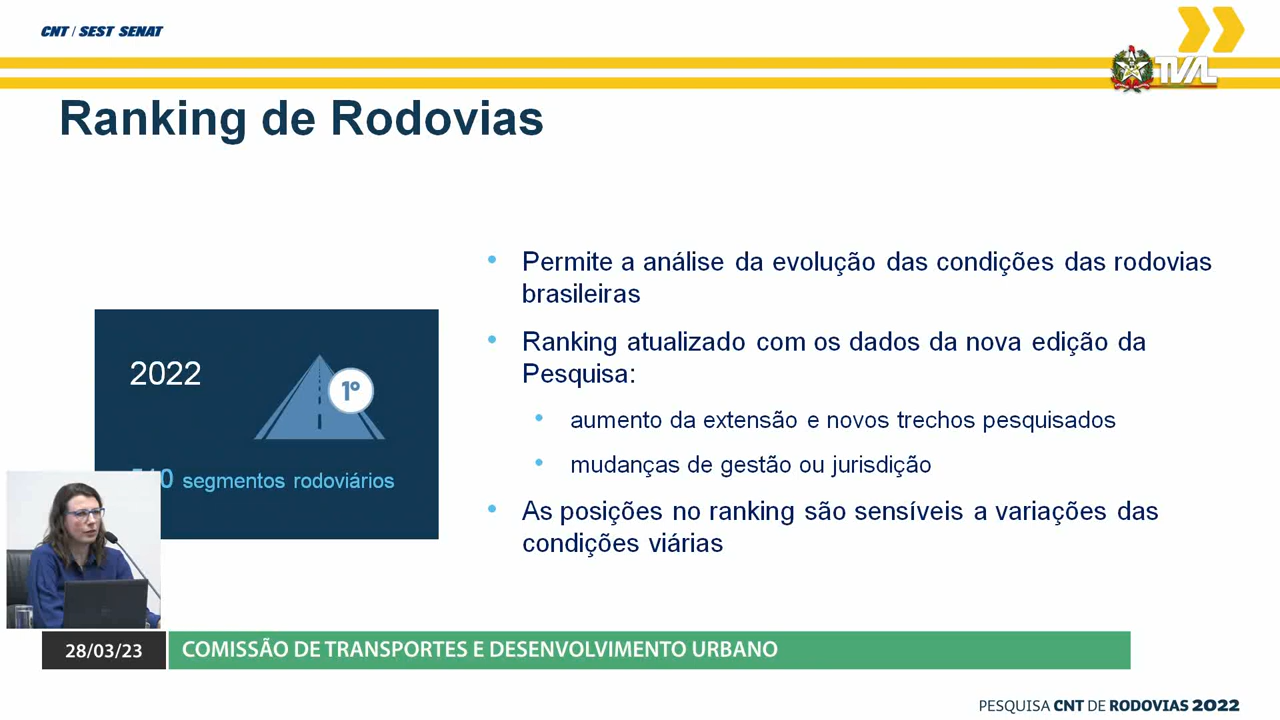 CNT / SEST SENAT
TVAL
Ranking de Rodovias
Permite a análise da evolução das condições das rodovias
brasileiras
Ranking atualizado com os dados da nova edição da
Pesquisa:
aumento da extensão e novos trechos pesquisados
mudanças de gestão ou jurisdição
As posições no ranking são sensíveis a variações das
condições viárias
2022
1º
segmentos rodoviários
28/03/23
COMISSÃO DE TRANSPORTES E DESENVOLVIMENTO URBANO
PESQUISA CNT DE RODOVIAS 2022